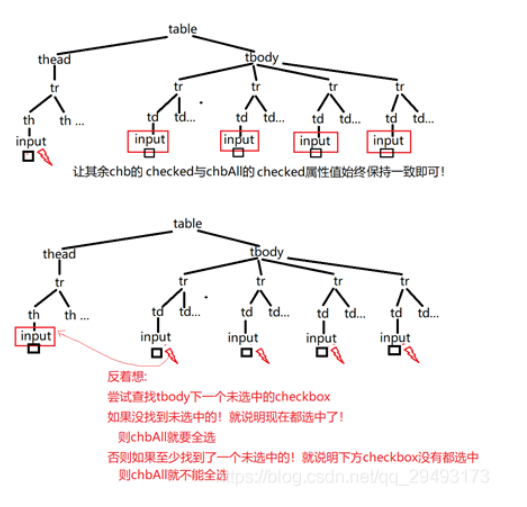 table
thead tbody
tr tr tr tr tr
th th ... td td... td td... td td... td td...
input input input input input
让其余chb的 checked与chbAll的 checked属性值始终保持一致即可!
table
thead tbody
tr tr tr tr tr
th th ... td td... td td... td td... td td...
input input input input input
反着想:
尝试查找tbody下一个未选中的checkbox
如果没找到未选中的! 就说明现在都选中了!
则chbAll就要全选
否则如果至少找到了一个未选中的! 就说明下方checkbox没有都选中
则chbAll就不能全选
https://blog.csdn.net/qq_29493173